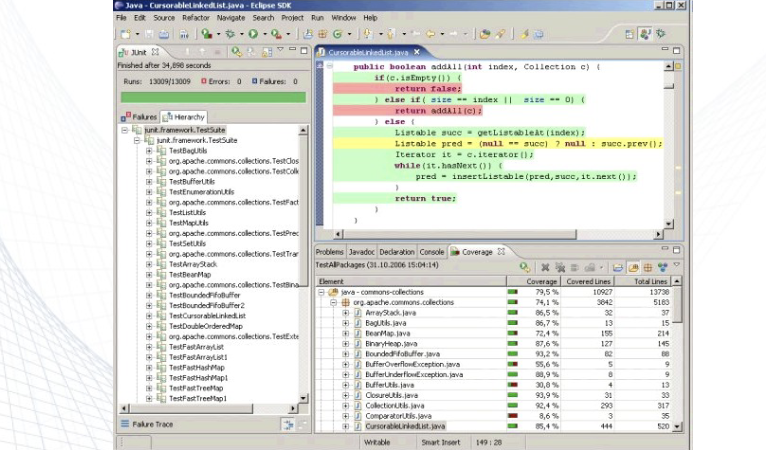 Java - CursorableLinkedList.java - Eclipse SDK
File Edit Source Refactor Navigate Search Project Run Window Help
JUnit
Finished after 34,898 seconds
Runs: 13009/13009 Errors: 0 Failures: 0
Failures Hierarchy
junit.framework.TestSuite
junit.framework.TestSuite
TestBagUtils
org.apache.commons.collections.TestClos
org.apache.commons.collections.TestColl
TestBufferUtils
TestEnumerationUtils
org.apache.commons.collections.TestFact
TestListUtils
TestMapUtils
org.apache.commons.collections.TestPred
TestSetUtils
org.apache.commons.collections.TestTrar
TestArrayStack
TestBeanMap
org.apache.commons.collections.TestBina
TestBoundedFifoBuffer
TestBoundedFifoBuffer2
TestCursorableLinkedList
TestDoubleOrderedMap
org.apache.commons.collections.TestExte
TestFastArrayList
TestFastArrayList1
TestFastHashMap
TestFastHashMap1
TestFastTreeMap
TestFastTreeMap1
Failure Trace
CursorableLinkedList.java
public boolean addAll(int index, Collection c) {
if(c.isEmpty()) {
return false;
} else if( size == index || size == 0) {
return addAll(c);
} else {
Listable succ = getListableAt(index);
Listable pred = (null == succ) ? null : succ.prev();
Iterator it = c.iterator();
while(it.hasNext()) {
pred = insertListable(pred,succ,it.next());
}
return true;
}
}
Problems Javadoc Declaration Console Coverage
TestAllPackages (31.10.2006 15:04:14)
Element Coverage Covered Lines Total Lines
java - commons-collections 79,5 % 10927 13738
org.apache.commons.collections 74,1 % 3842 5183
ArrayStack.java 86,5 % 32 37
BagUtils.java 86,7 % 13 15
BeanMap.java 72,4 % 155 214
BinaryHeap.java 87,6 % 127 145
BoundedFifoBuffer.java 93,2 % 82 88
BufferOverflowException.java 55,6 % 5 9
BufferUnderflowException.java 88,9 % 8 9
BufferUtils.java 30,8 % 4 13
ClosureUtils.java 93,9 % 31 33
CollectionUtils.java 92,4 % 293 317
ComparatorUtils.java 8,6 % 3 35
CursorableLinkedList.java 85,4 % 444 520
Writable Smart Insert 149 : 28